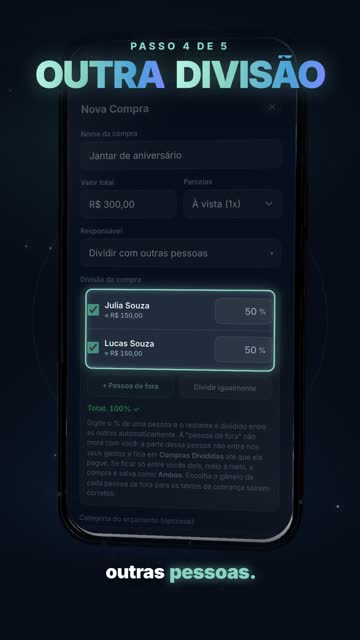 PASSO 4 DE 5
OUTRA DIVISÃO
Nova Compra ×
Nome da compra
Jantar de aniversário
Valor total Parcelas
R$ 300,00 À vista (1x)
Responsável
Dividir com outras pessoas
Divisão da compra
Julia Souza
= R$ 150,00
50 %
Lucas Souza
= R$ 150,00
50 %
+ Pessoa de fora Dividir igualmente
Total: 100% ✓
Digite o % de uma pessoa e o restante é dividido entre
as outras automaticamente. A "pessoa de fora" não
mora com você: a parte dessa pessoa não entra nos
seus gastos e fica em Compras Divididas até que ela
pague. Se ficar só entre vocês dois, meio a meio, a
compra é salva como Ambos. Escolha o gênero de
cada pessoa de fora para os textos de cobrança saírem
corretos.
Categoria do orçamento (opcional)
outras pessoas.